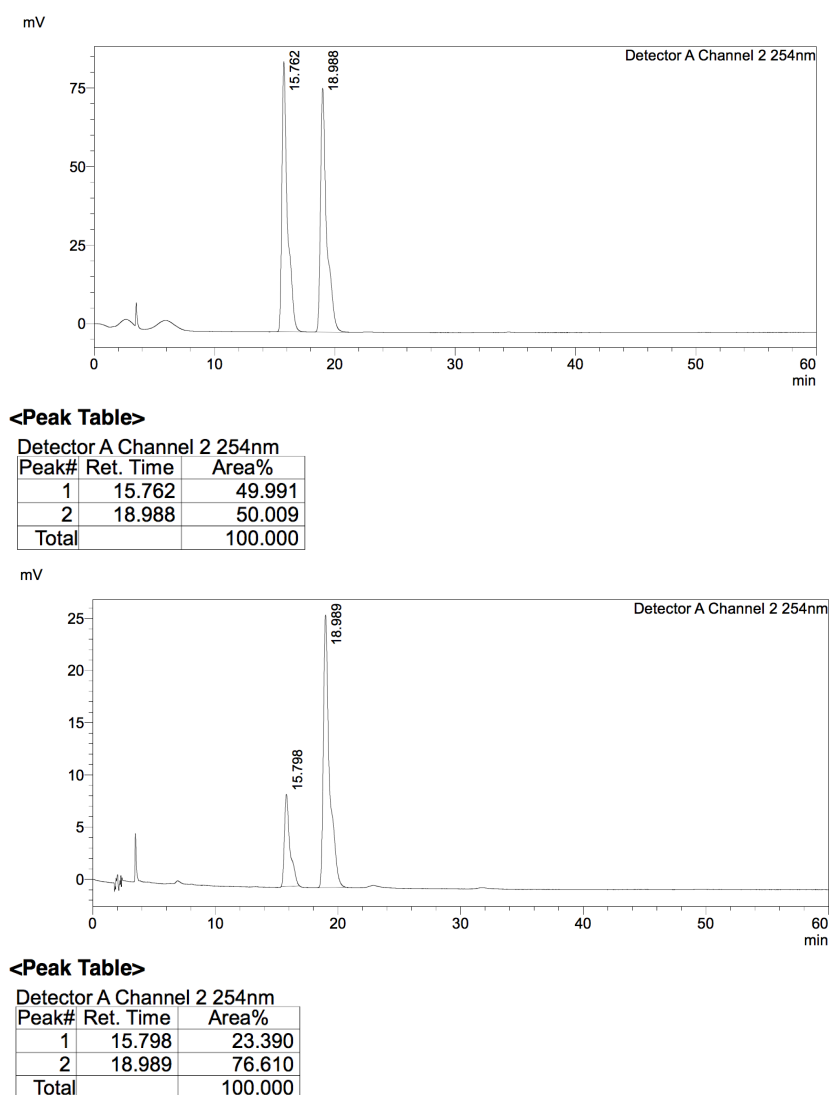 mV
Detector A Channel 2 254nm
15.762
18.988
75
50
25
0
0 10 20 30 40 50 60
min
<Peak Table>
Detector A Channel 2 254nm
Peak# Ret. Time Area%
1 15.762 49.991
2 18.988 50.009
Total 100.000
mV
Detector A Channel 2 254nm
18.989
15.798
25
20
15
10
5
0
0 10 20 30 40 50 60
min
<Peak Table>
Detector A Channel 2 254nm
Peak# Ret. Time Area%
1 15.798 23.390
2 18.989 76.610
Total 100.000